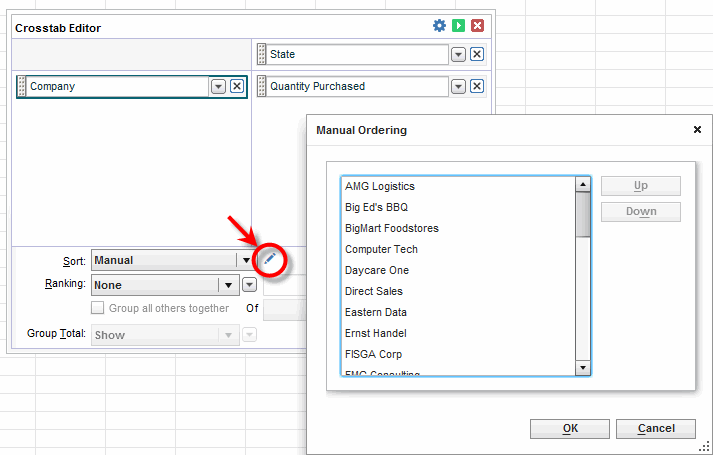 Crosstab Editor
State
Company
Quantity Purchased
Sort: Manual
Ranking: None
Group all others together Of
Group Total: Show
Manual Ordering
AMG Logistics
Big Ed's BBQ
BigMart Foodstores
Computer Tech
Daycare One
Direct Sales
Eastern Data
Ernst Handel
FISGA Corp
FMG Consulting
Up
Down
OK
Cancel